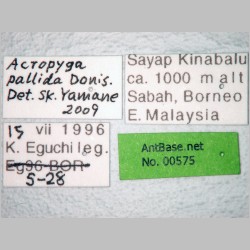 Acropyga
pallida Donis.
Det. Sk. Yamane
2009
Sayap Kinabalu
ca. 1000 m alt
Sabah, Borneo
E. Malaysia
15 vii 1996
K. Eguchi leg.
Eg96-BOR-
5-28
AntBase.net
No. 00575